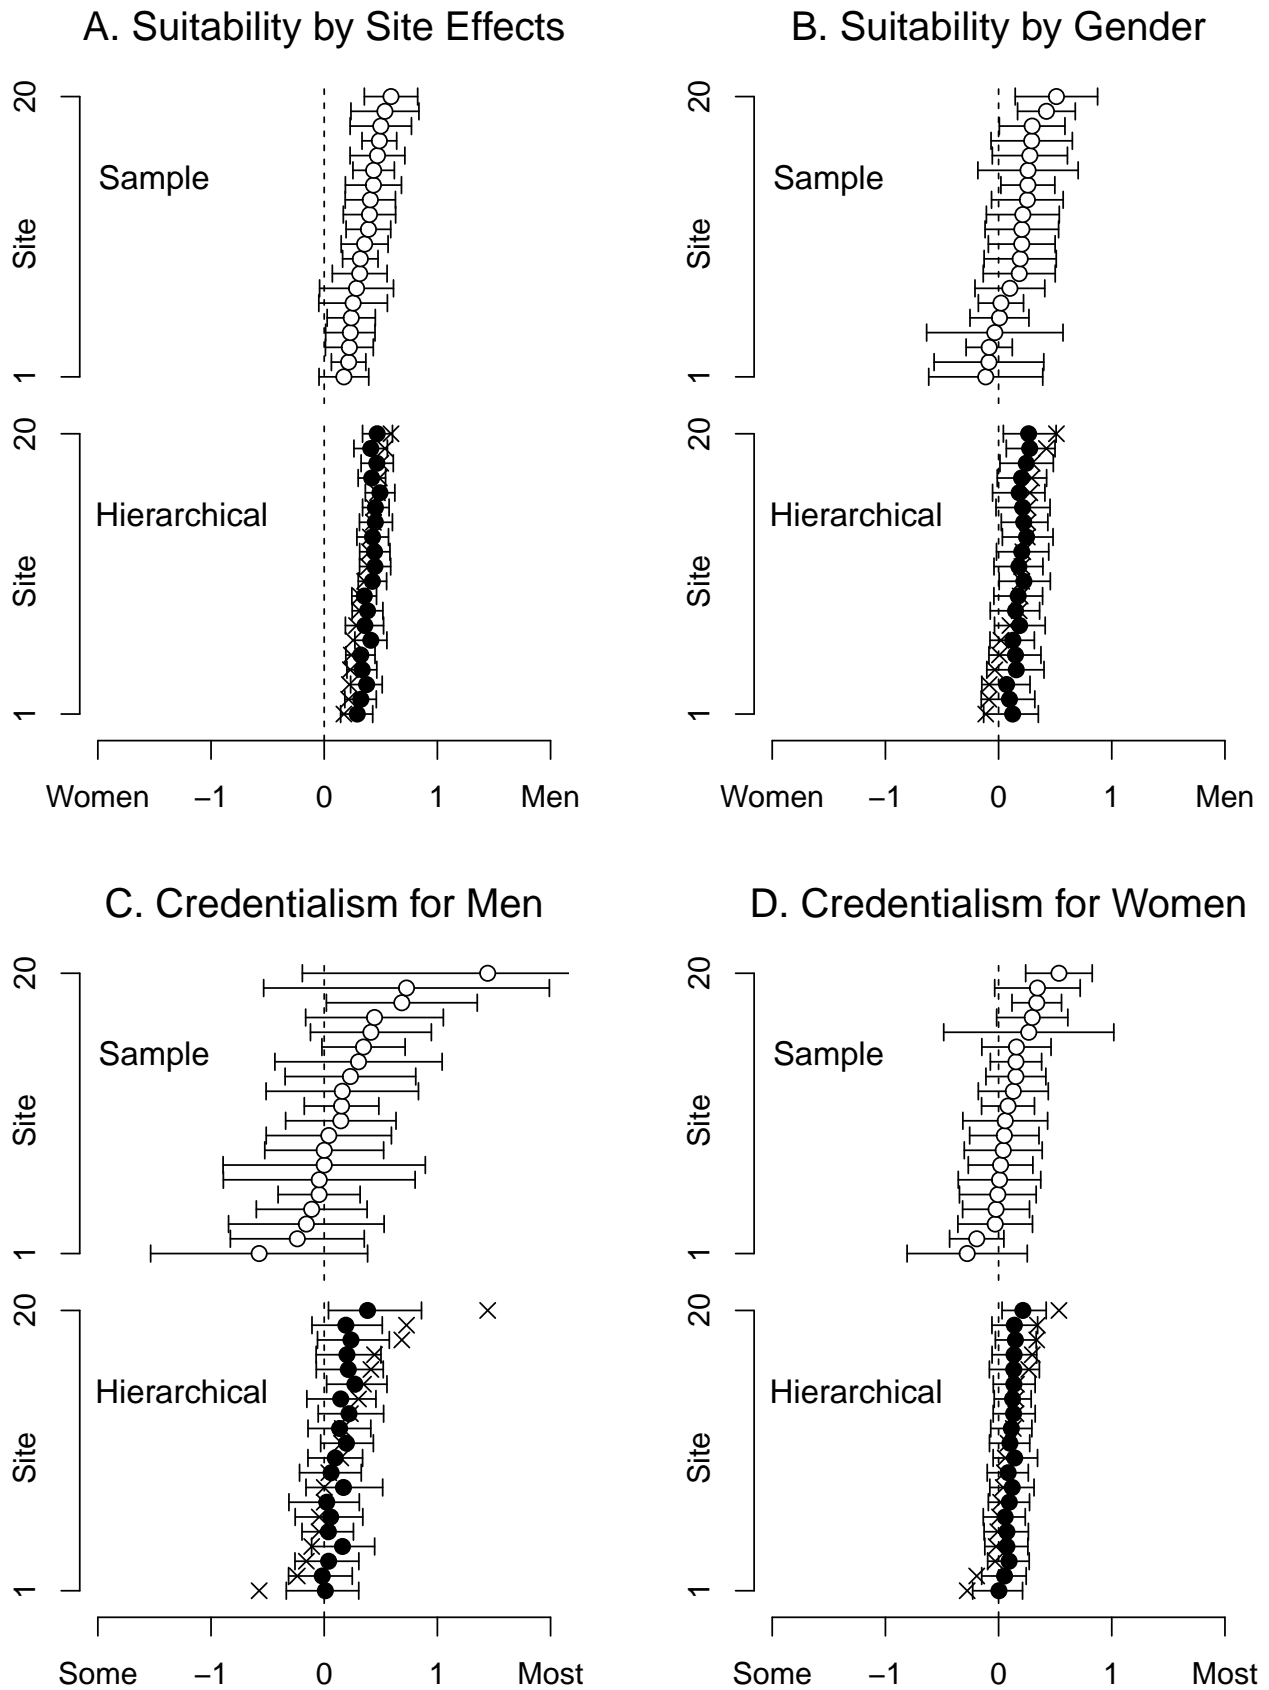 A. Suitability by Site Effects
20
Sample
Site
1
20
Hierarchical
Site
1
Women −1 0 1 Men
B. Suitability by Gender
20
Sample
Site
1
20
Hierarchical
Site
1
Women −1 0 1 Men
C. Credentialism for Men
20
Sample
Site
1
20
Hierarchical
Site
1
Some −1 0 1 Most
D. Credentialism for Women
20
Sample
Site
1
20
Hierarchical
Site
1
Some −1 0 1 Most